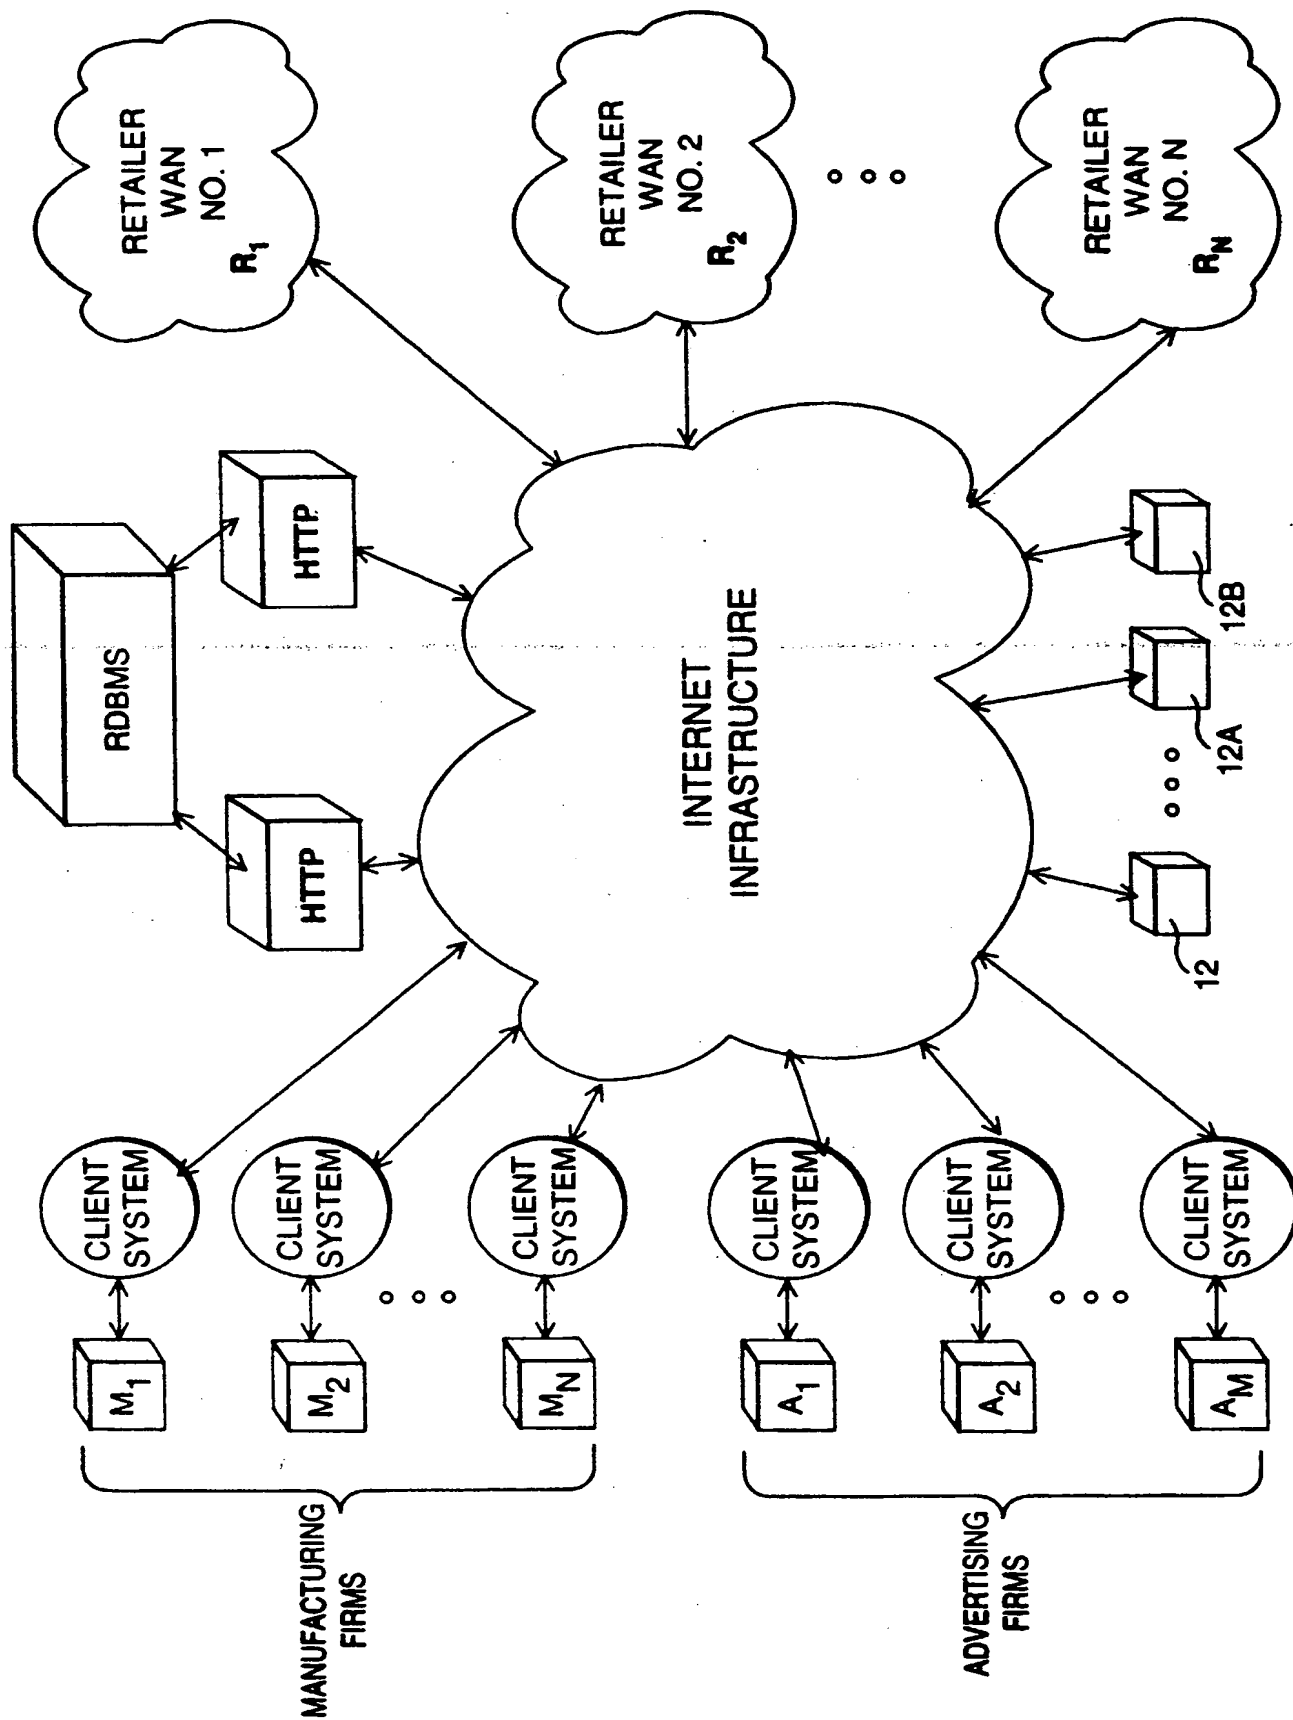 MANUFACTURING
FIRMS
M1
M2
MN
CLIENT
SYSTEM
CLIENT
SYSTEM
CLIENT
SYSTEM
ADVERTISING
FIRMS
A1
A2
AM
CLIENT
SYSTEM
CLIENT
SYSTEM
CLIENT
SYSTEM
RDBMS
HTTP
HTTP
INTERNET
INFRASTRUCTURE
12
12A
12B
RETAILER
WAN
NO. 1
R1
RETAILER
WAN
NO. 2
R2
RETAILER
WAN
NO. N
RN